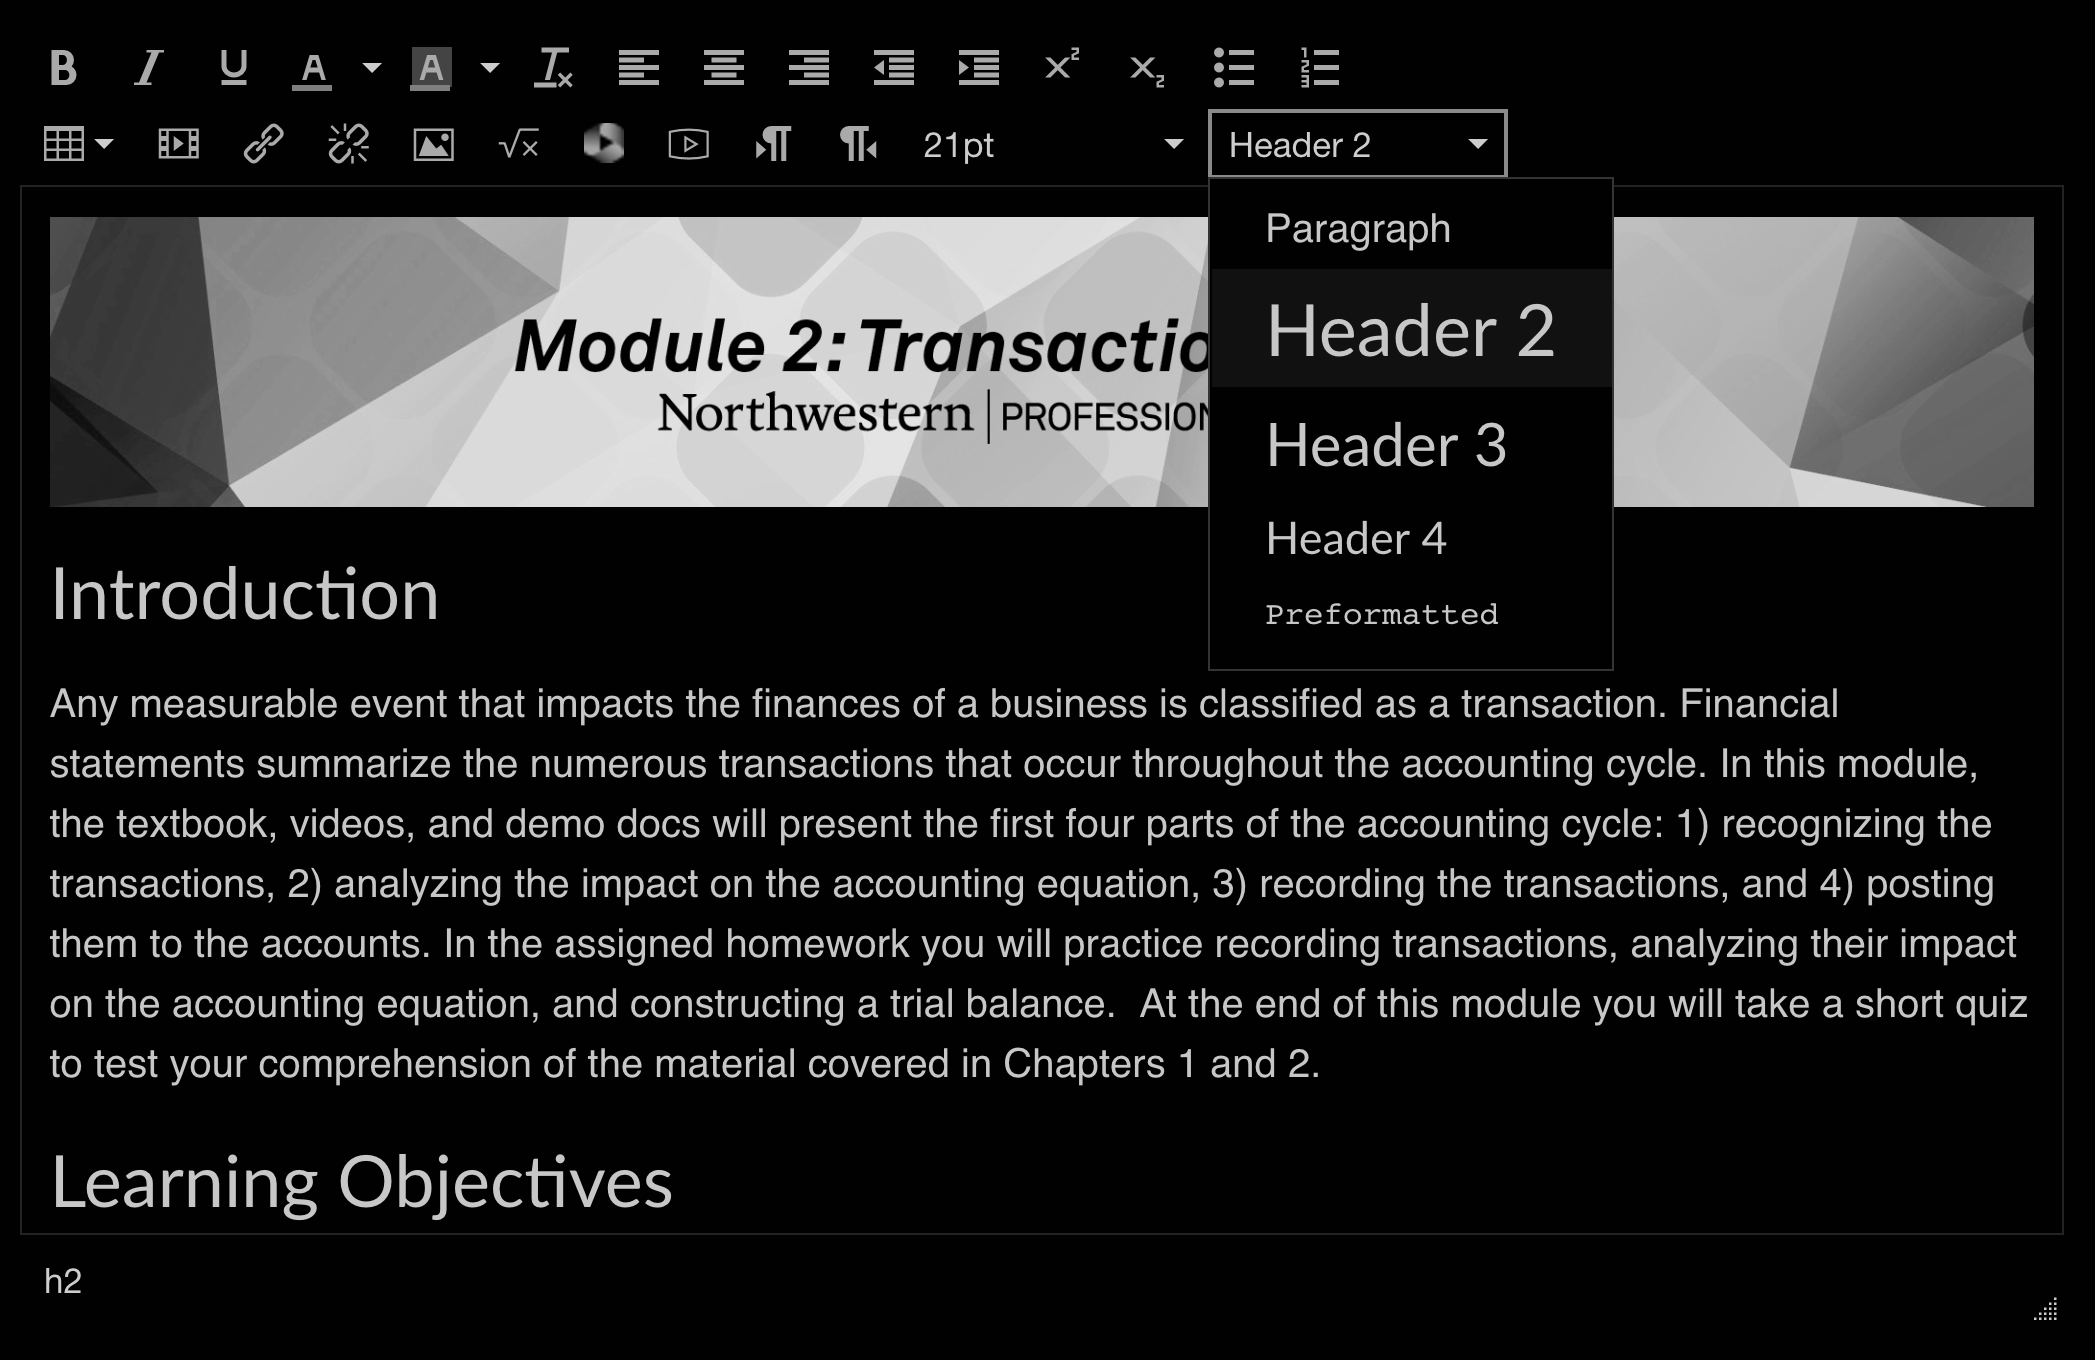 B I U A A Tx x² x₂
√x 21pt Header 2
Paragraph
Header 2
Header 3
Header 4
Preformatted
Module 2: Transactio
Northwestern | PROFESSION
Introduction
Any measurable event that impacts the finances of a business is classified as a transaction. Financial
statements summarize the numerous transactions that occur throughout the accounting cycle. In this module,
the textbook, videos, and demo docs will present the first four parts of the accounting cycle: 1) recognizing the
transactions, 2) analyzing the impact on the accounting equation, 3) recording the transactions, and 4) posting
them to the accounts. In the assigned homework you will practice recording transactions, analyzing their impact
on the accounting equation, and constructing a trial balance.  At the end of this module you will take a short quiz
to test your comprehension of the material covered in Chapters 1 and 2.
Learning Objectives
h2